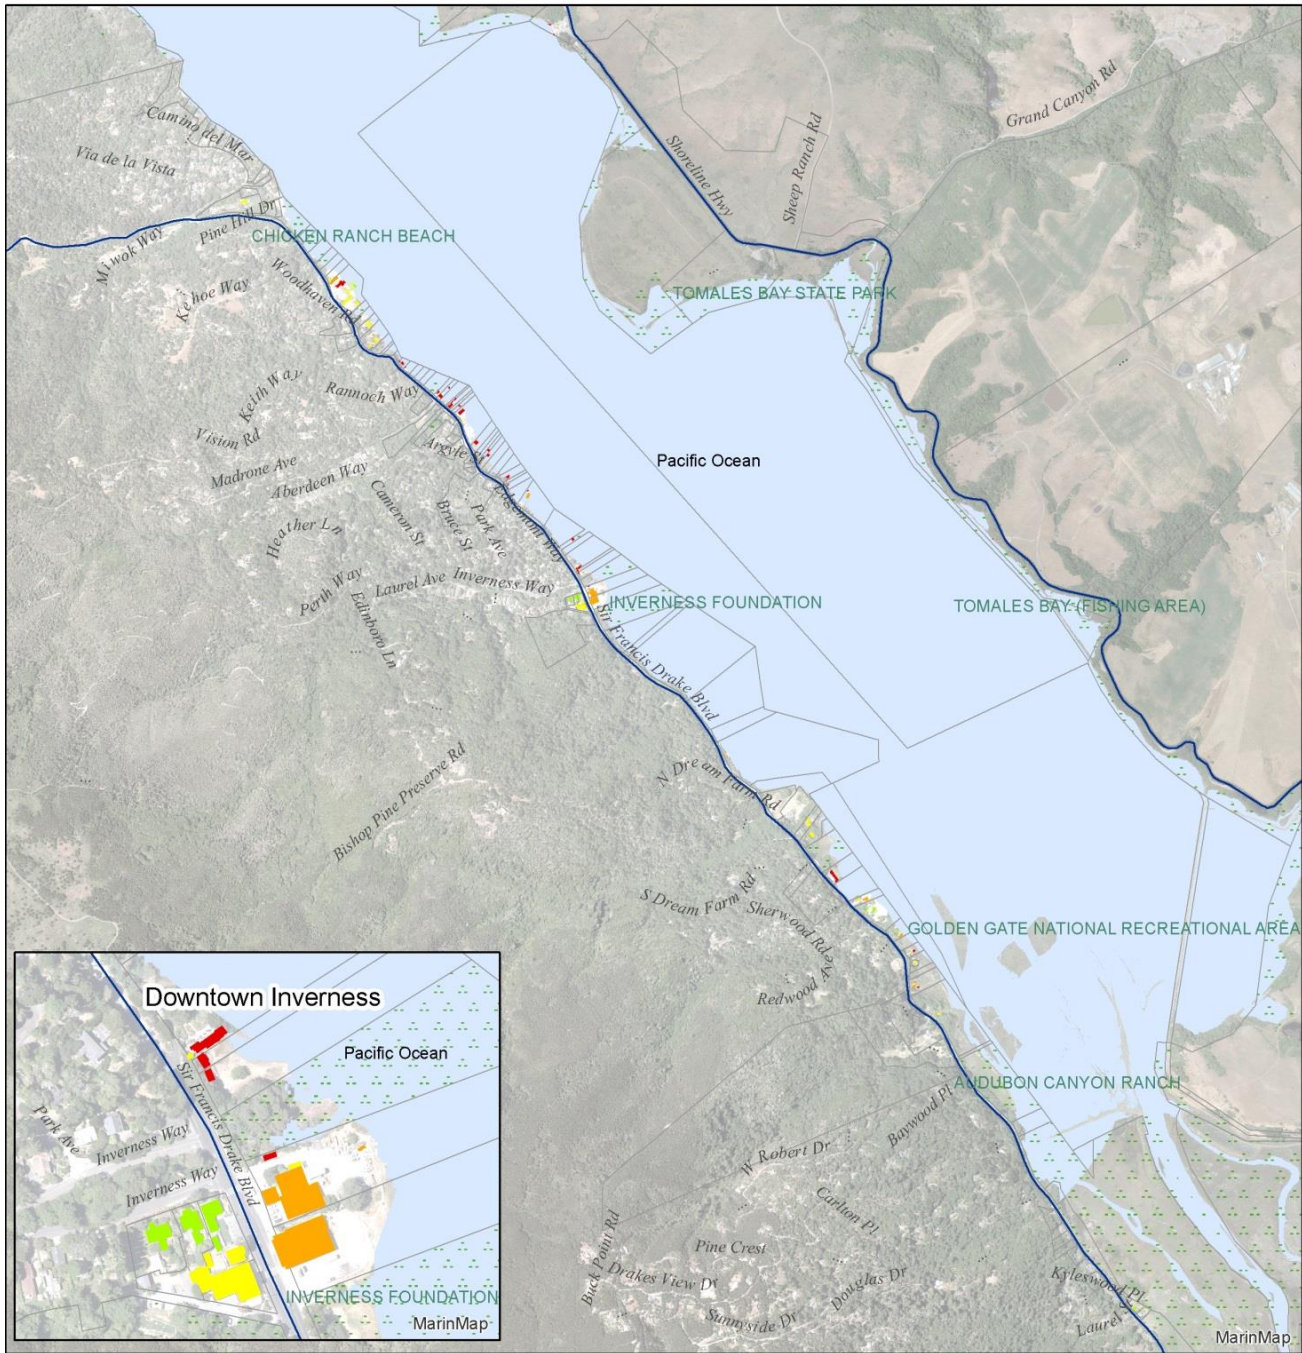 Camino del Mar
Via de la Vista
Miwok Way
Pine Hill Dr
CHICKEN RANCH BEACH
Kehoe Way
Woodhaven Rd
Shoreline Hwy
Sheep Ranch Rd
Grand Canyon Rd
TOMALES BAY STATE PARK
Keith Way
Rannoch Way
Vision Rd
Madrone Ave
Aberdeen Way
Argyle St
Pacific Ocean
Heather Ln
Cameron St
Bruce St
Park Ave
Edgemont Way
Perth Way
Laurel Ave
Inverness Way
Edinboro Ln
INVERNESS FOUNDATION
TOMALES BAY (FISHING AREA)
Sir Francis Drake Blvd
Bishop Pine Preserve Rd
N Dream Farm Rd
S Dream Farm Rd
Sherwood Rd
Redwood Ave
GOLDEN GATE NATIONAL RECREATIONAL AREA
AUDUBON CANYON RANCH
Baywood Pl
W Robert Dr
Carlton Pl
Buck Point Rd
Pine Crest
Drakes View Dr
Douglas Dr
Sunnyside Dr
Kyleswood Pl
Laurel
MarinMap
Downtown Inverness
Pacific Ocean
Sir Francis Drake Blvd
Park Ave
Inverness Way
Inverness Way
INVERNESS FOUNDATION
MarinMap